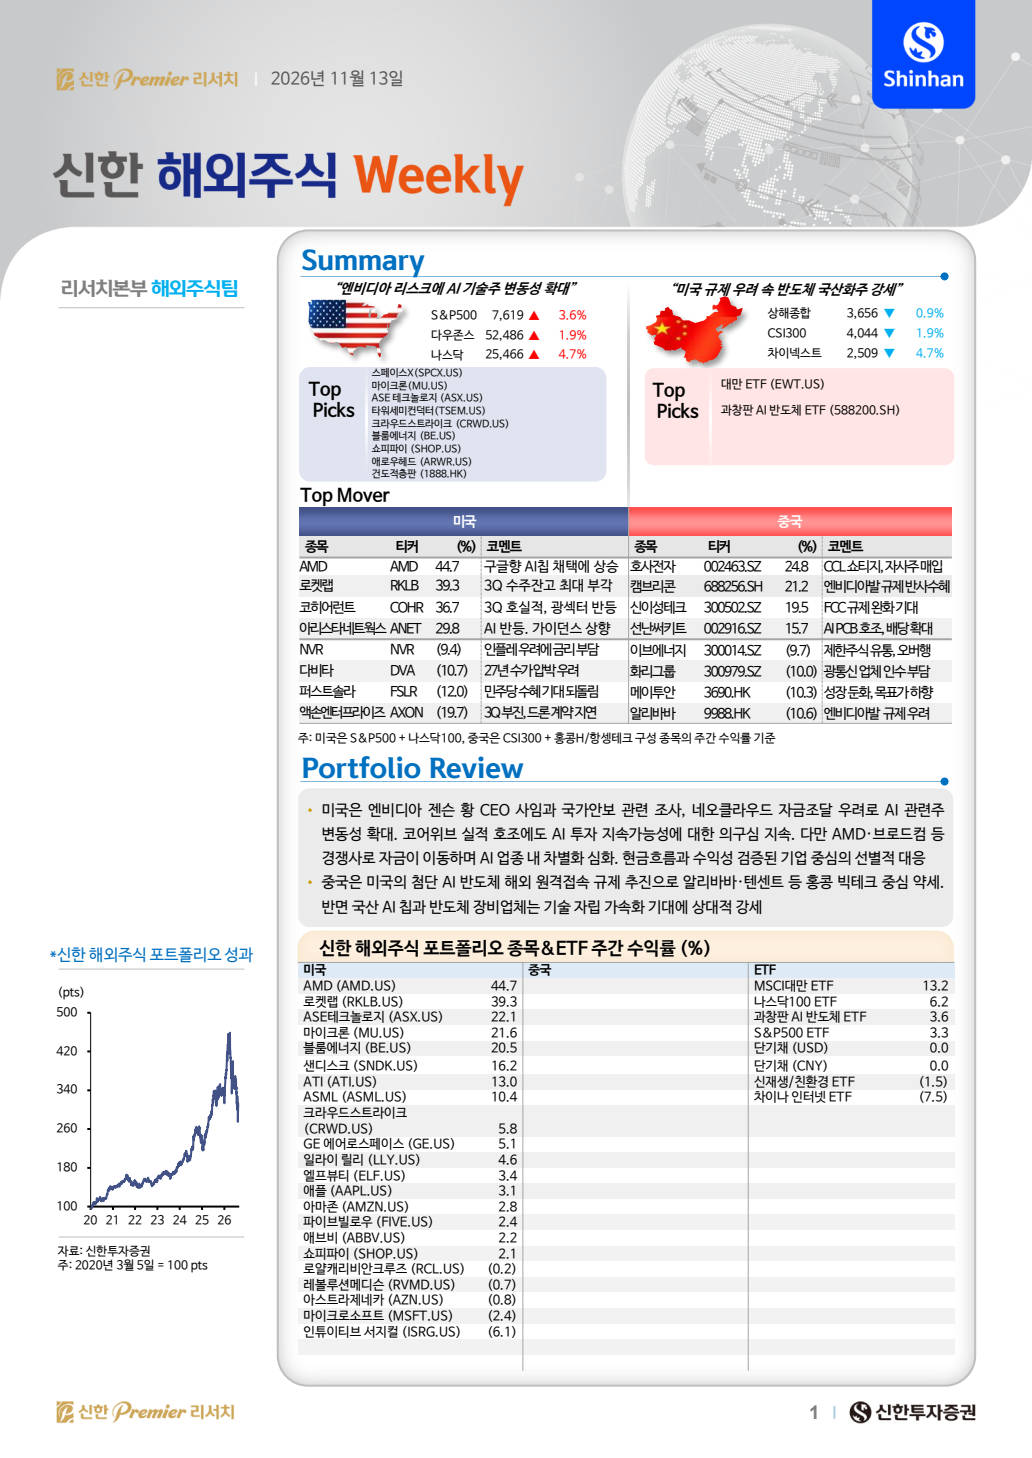 신한 Premier 리서치 | 2026년 11월 13일
Shinhan
신한 해외주식 Weekly
리서치본부 해외주식팀
Summary
“엔비디아 리스크에 AI 기술주 변동성 확대”
S&P500 7,619 ▲ 3.6%
다우존스 52,486 ▲ 1.9%
나스닥 25,466 ▲ 4.7%
“미국 규제 우려 속 반도체 국산화주 강세”
상해종합 3,656 ▼ 0.9%
CSI300 4,044 ▼ 1.9%
차이넥스트 2,509 ▼ 4.7%
Top Picks
스페이스X(SPCX.US)
마이크론(MU.US)
ASE 테크놀로지 (ASX.US)
타워세미컨덕터(TSEM.US)
크라우드스트라이크 (CRWD.US)
블룸에너지 (BE.US)
쇼피파이 (SHOP.US)
애로우헤드 (ARWR.US)
건도적층판 (1888.HK)
Top Picks
대만 ETF (EWT.US)
과창판 AI 반도체 ETF (588200.SH)
Top Mover
미국 중국
종목 티커 (%) 코멘트 종목 티커 (%) 코멘트
AMD AMD 44.7 구글향 AI칩 채택에 상승 호사전자 002463.SZ 24.8 CCL 쇼티지, 자사주 매입
로켓랩 RKLB 39.3 3Q 수주잔고 최대 부각 캠브리콘 688256.SH 21.2 엔비디아발 규제 반사수혜
코히어런트 COHR 36.7 3Q 호실적, 광섹터 반등 신이성테크 300502.SZ 19.5 FCC 규제 완화 기대
아리스타네트웍스 ANET 29.8 AI 반등. 가이던스 상향 선난써키트 002916.SZ 15.7 AI PCB 호조, 배당 확대
NVR NVR (9.4) 인플레 우려에 금리 부담 이브에너지 300014.SZ (9.7) 제한주식 유통, 오버행
다비타 DVA (10.7) 27년 수가 압박 우려 화리그룹 300979.SZ (10.0) 광통신 업체 인수 부담
퍼스트솔라 FSLR (12.0) 민주당 수혜 기대 되돌림 메이투안 3690.HK (10.3) 성장 둔화, 목표가 하향
액손엔터프라이즈 AXON (19.7) 3Q 부진, 드론 계약 지연 알리바바 9988.HK (10.6) 엔비디아발 규제 우려
주: 미국은 S&P500 + 나스닥100, 중국은 CSI300 + 홍콩H/항셍테크 구성 종목의 주간 수익률 기준
Portfolio Review
• 미국은 엔비디아 젠슨 황 CEO 사임과 국가안보 관련 조사, 네오클라우드 자금조달 우려로 AI 관련주
변동성 확대. 코어위브 실적 호조에도 AI 투자 지속가능성에 대한 의구심 지속. 다만 AMD·브로드컴 등
경쟁사로 자금이 이동하며 AI 업종 내 차별화 심화. 현금흐름과 수익성 검증된 기업 중심의 선별적 대응
• 중국은 미국의 첨단 AI 반도체 해외 원격접속 규제 추진으로 알리바바·텐센트 등 홍콩 빅테크 중심 약세.
반면 국산 AI 칩과 반도체 장비업체는 기술 자립 가속화 기대에 상대적 강세
신한 해외주식 포트폴리오 종목&ETF 주간 수익률 (%)
미국 중국 ETF
AMD (AMD.US) 44.7 MSCI대만 ETF 13.2
로켓랩 (RKLB.US) 39.3 나스닥100 ETF 6.2
ASE테크놀로지 (ASX.US) 22.1 과창판 AI 반도체 ETF 3.6
마이크론 (MU.US) 21.6 S&P500 ETF 3.3
블룸에너지 (BE.US) 20.5 단기채 (USD) 0.0
샌디스크 (SNDK.US) 16.2 단기채 (CNY) 0.0
ATI (ATI.US) 13.0 신재생/친환경 ETF (1.5)
ASML (ASML.US) 10.4 차이나 인터넷 ETF (7.5)
크라우드스트라이크
(CRWD.US) 5.8
GE 에어로스페이스 (GE.US) 5.1
일라이 릴리 (LLY.US) 4.6
엘프뷰티 (ELF.US) 3.4
애플 (AAPL.US) 3.1
아마존 (AMZN.US) 2.8
파이브빌로우 (FIVE.US) 2.4
애브비 (ABBV.US) 2.2
쇼피파이 (SHOP.US) 2.1
로얄캐리비안크루즈 (RCL.US) (0.2)
레볼루션메디슨 (RVMD.US) (0.7)
아스트라제네카 (AZN.US) (0.8)
마이크로소프트 (MSFT.US) (2.4)
인튜이티브 서지컬 (ISRG.US) (6.1)
*신한 해외주식 포트폴리오 성과
(pts)
500
420
340
260
180
100
20 21 22 23 24 25 26
자료: 신한투자증권
주: 2020년 3월 5일 = 100 pts
신한 Premier 리서치
1 | 신한투자증권